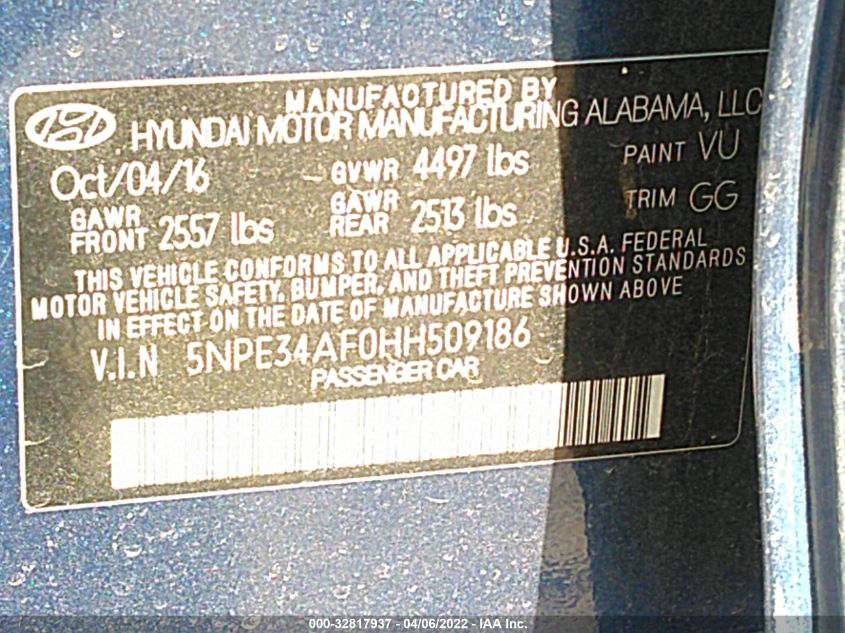 MANUFACTURED BY
HYUNDAI MOTOR MANUFACTURING ALABAMA, LLC
Oct/04/16 GVWR 4497 lbs PAINT VU
GAWR FRONT 2557 lbs GAWR REAR 2513 lbs TRIM GG
THIS VEHICLE CONFORMS TO ALL APPLICABLE U.S.A. FEDERAL
MOTOR VEHICLE SAFETY, BUMPER, AND THEFT PREVENTION STANDARDS
IN EFFECT ON THE DATE OF MANUFACTURE SHOWN ABOVE
V.I.N 5NPE34AF0HH509186
PASSENGER CAR
000-32817937 - 04/06/2022 - IAA Inc.